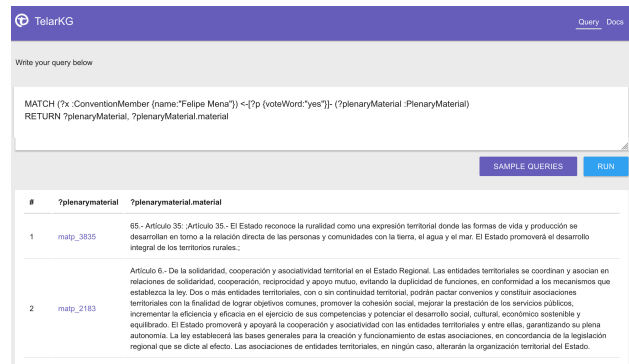 TelarKG
Query Docs
Write your query below
MATCH (?x :ConventionMember {name:"Felipe Mena"}) <-[?p {voteWord:"yes"}]- (?plenaryMaterial :PlenaryMaterial)
RETURN ?plenaryMaterial, ?plenaryMaterial.material
SAMPLE QUERIES RUN
# ?plenarymaterial ?plenarymaterial.material
65.- Artículo 35: ;Artículo 35.- El Estado reconoce la ruralidad como una expresión territorial donde las formas de vida y producción se
1 matp_3835 desarrollan en torno a la relación directa de las personas y comunidades con la tierra, el agua y el mar. El Estado promoverá el desarrollo
integral de los territorios rurales.;
Artículo 6.- De la solidaridad, cooperación y asociatividad territorial en el Estado Regional. Las entidades territoriales se coordinan y asocian en
relaciones de solidaridad, cooperación, reciprocidad y apoyo mutuo, evitando la duplicidad de funciones, en conformidad a los mecanismos que
establezca la ley. Dos o más entidades territoriales, con o sin continuidad territorial, podrán pactar convenios y constituir asociaciones
2 matp_2183 territoriales con la finalidad de lograr objetivos comunes, promover la cohesión social, mejorar la prestación de los servicios públicos,
incrementar la eficiencia y eficacia en el ejercicio de sus competencias y potenciar el desarrollo social, cultural, económico sostenible y
equilibrado. El Estado promoverá y apoyará la cooperación y asociatividad con las entidades territoriales y entre ellas, garantizando su plena
autonomía. La ley establecerá las bases generales para la creación y funcionamiento de estas asociaciones, en concordancia de la legislación
regional que se dicte al efecto. Las asociaciones de entidades territoriales, en ningún caso, alterarán la organización territorial del Estado.